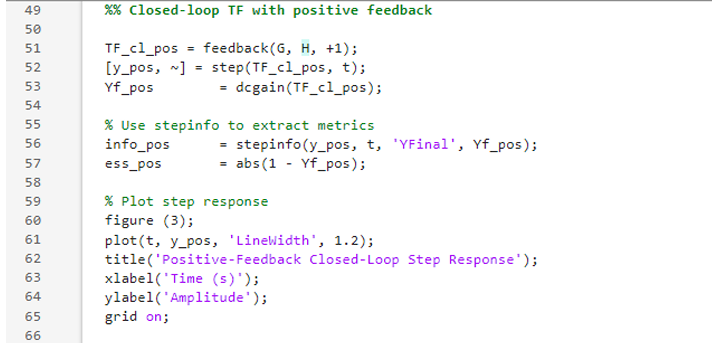 49 %% Closed-loop TF with positive feedback
50
51 TF_cl_pos = feedback(G, H, +1);
52 [y_pos, ~] = step(TF_cl_pos, t);
53 Yf_pos        = dcgain(TF_cl_pos);
54
55 % Use stepinfo to extract metrics
56 info_pos      = stepinfo(y_pos, t, 'YFinal', Yf_pos);
57 ess_pos       = abs(1 - Yf_pos);
58
59 % Plot step response
60 figure (3);
61 plot(t, y_pos, 'LineWidth', 1.2);
62 title('Positive-Feedback Closed-Loop Step Response');
63 xlabel('Time (s)');
64 ylabel('Amplitude');
65 grid on;
66